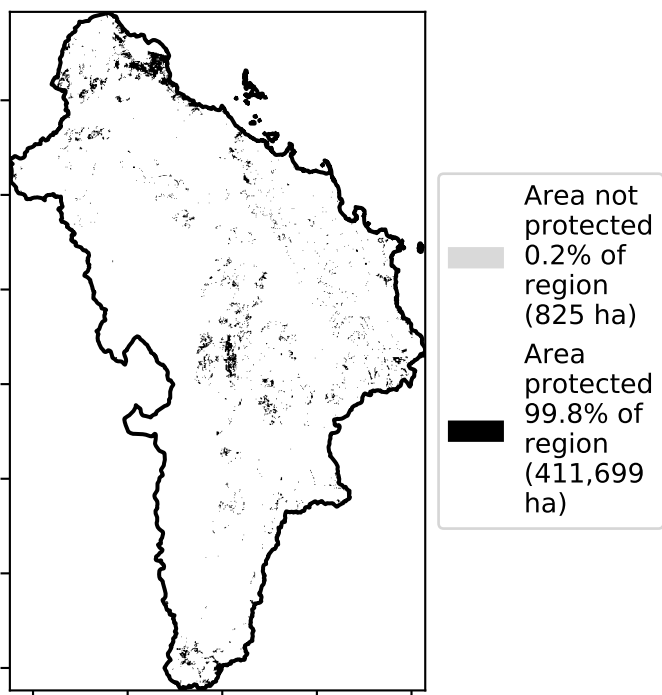 Area not
protected
0.2% of
region
(825 ha)
Area
protected
99.8% of
region
(411,699
ha)